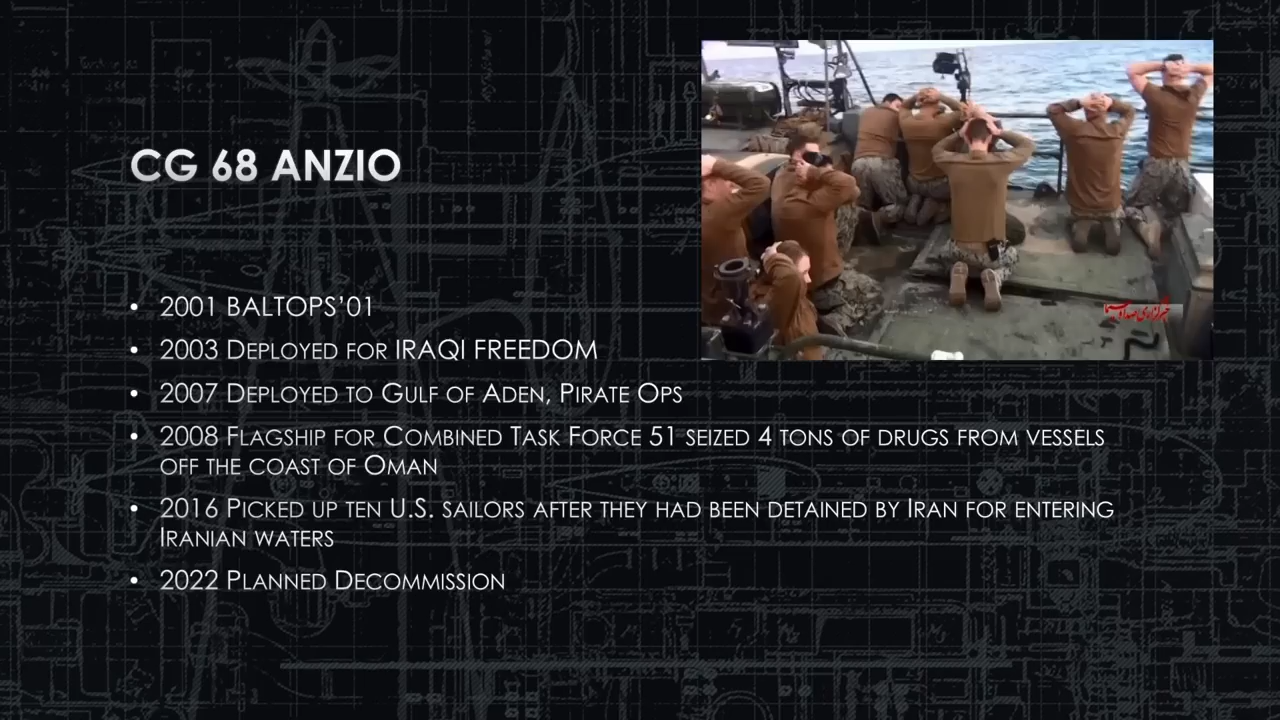 CG 68 ANZIO
• 2001 BALTOPS’01
• 2003 DEPLOYED FOR IRAQI FREEDOM
• 2007 DEPLOYED TO GULF OF ADEN, PIRATE OPS
• 2008 FLAGSHIP FOR COMBINED TASK FORCE 51 SEIZED 4 TONS OF DRUGS FROM VESSELS
OFF THE COAST OF OMAN
• 2016 PICKED UP TEN U.S. SAILORS AFTER THEY HAD BEEN DETAINED BY IRAN FOR ENTERING
IRANIAN WATERS
• 2022 PLANNED DECOMMISSION